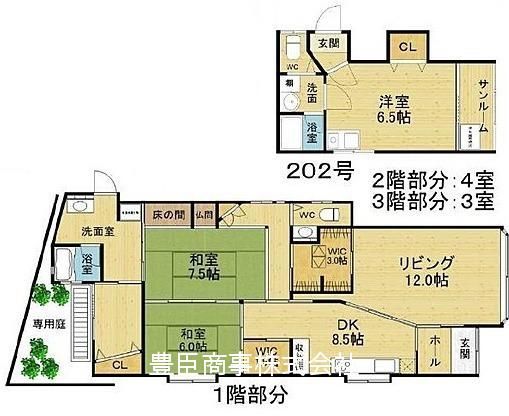 玄関
CL
WC
棚
洗面
洋室
6.5帖
サンルーム
浴室
202号
2階部分:4室
3階部分:3室
洗面室
床の間
仏間
WC
浴室
和室
7.5帖
WIC
3.0帖
リビング
12.0帖
専用庭
和室
6.0帖
DK
8.5帖
ホール
玄関
CL
WIC
収納
豊臣商事株式会社
1階部分